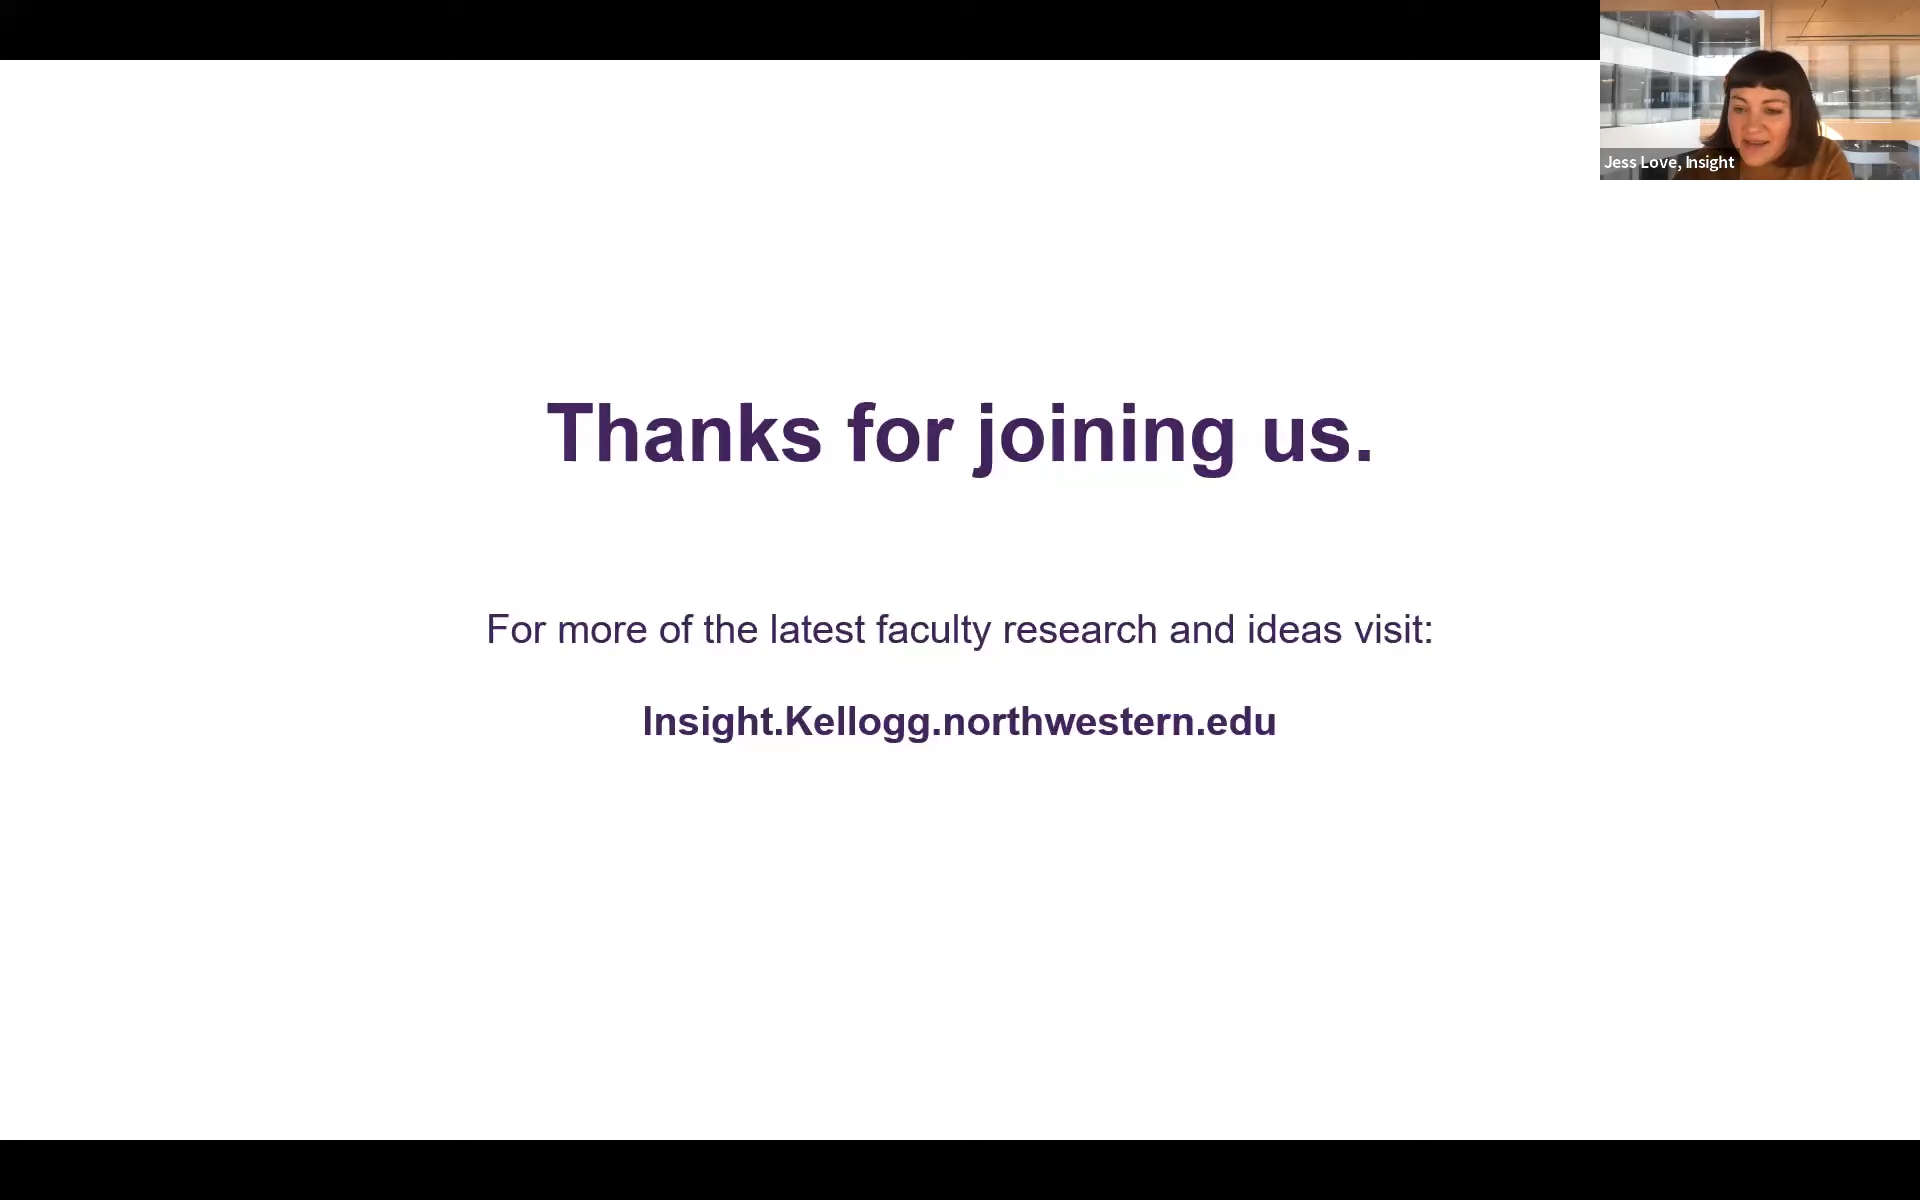 Jess Love, Insight
Thanks for joining us.
For more of the latest faculty research and ideas visit:
Insight.Kellogg.northwestern.edu